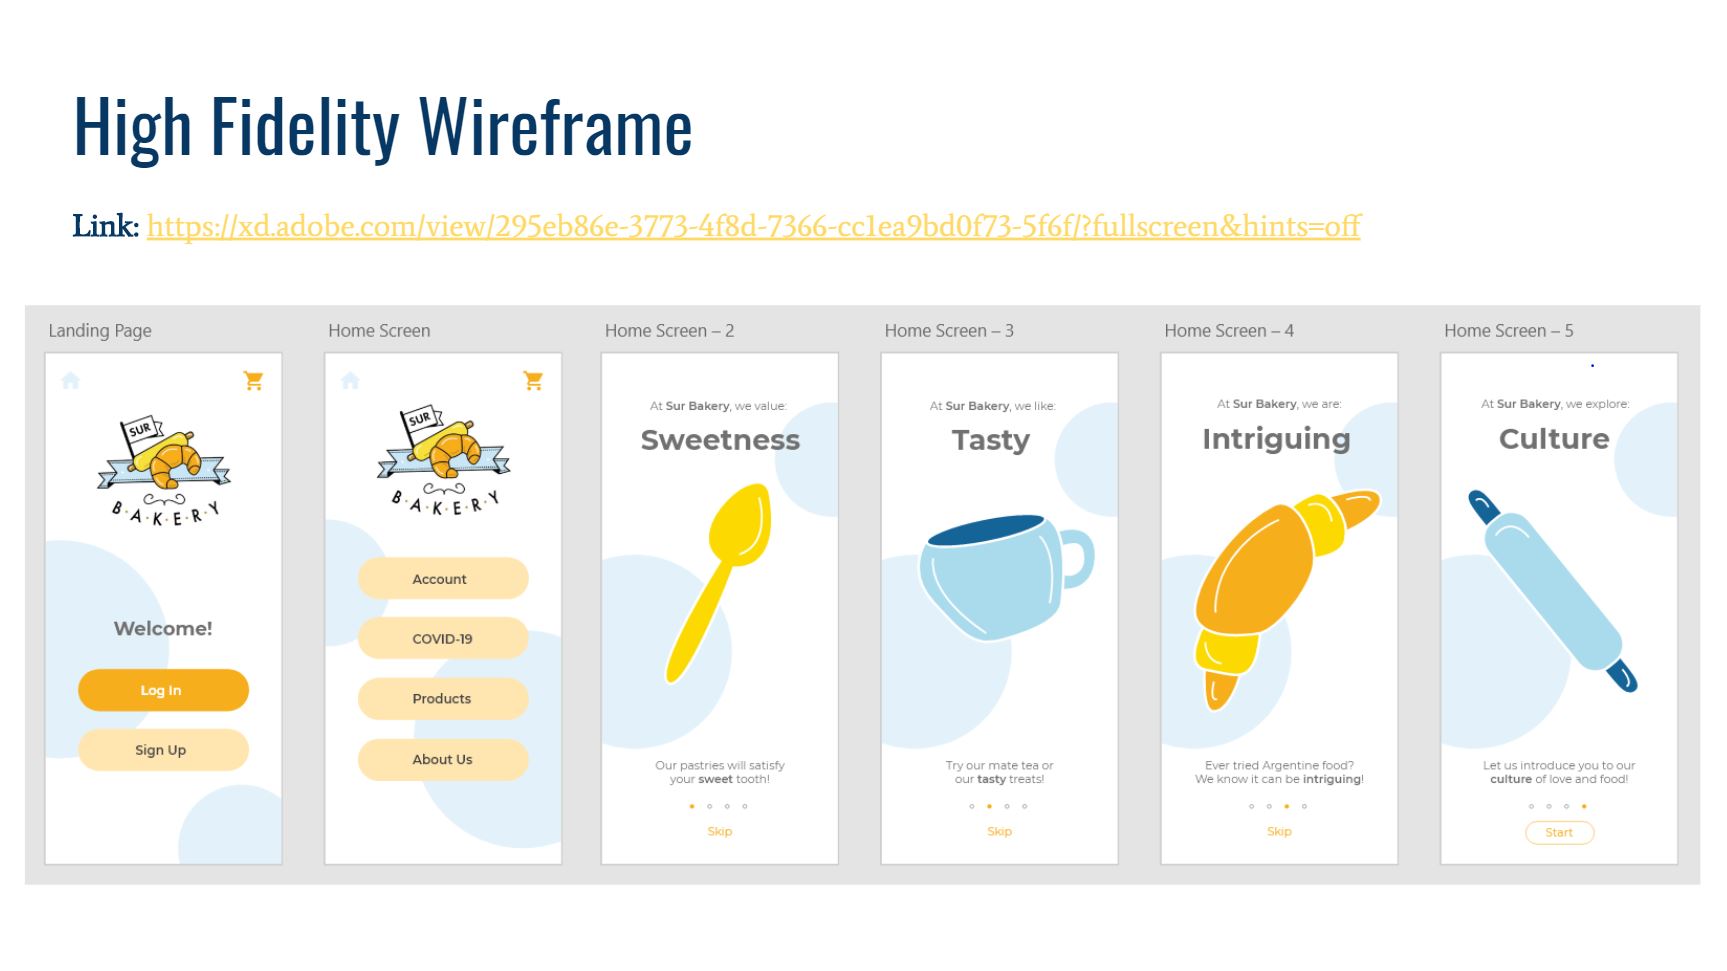 High Fidelity Wireframe
Link: https://xd.adobe.com/view/295eb86e-3773-4f8d-7366-cc1ea9bd0f73-5f6f/?fullscreen&hints=off
Landing Page
SUR
B·A·K·E·R·Y
Welcome!
Log In
Sign Up
Home Screen
SUR
B·A·K·E·R·Y
Account
COVID-19
Products
About Us
Home Screen – 2
At Sur Bakery, we value:
Sweetness
Our pastries will satisfy
your sweet tooth!
Skip
Home Screen – 3
At Sur Bakery, we like:
Tasty
Try our mate tea or
our tasty treats!
Skip
Home Screen – 4
At Sur Bakery, we are:
Intriguing
Ever tried Argentine food?
We know it can be intriguing!
Skip
Home Screen – 5
At Sur Bakery, we explore:
Culture
Let us introduce you to our
culture of love and food!
Start